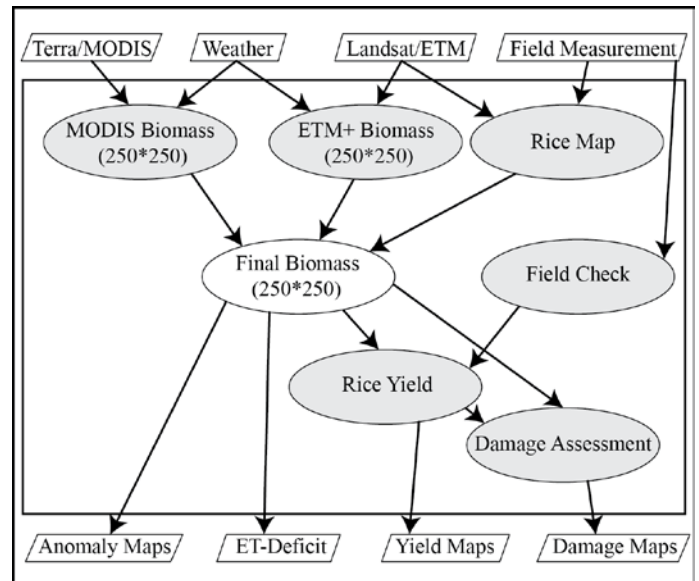 Terra/MODIS
Weather
Landsat/ETM
Field Measurement
MODIS Biomass
(250*250)
ETM+ Biomass
(250*250)
Rice Map
Final Biomass
(250*250)
Field Check
Rice Yield
Damage Assessment
Anomaly Maps
ET-Deficit
Yield Maps
Damage Maps